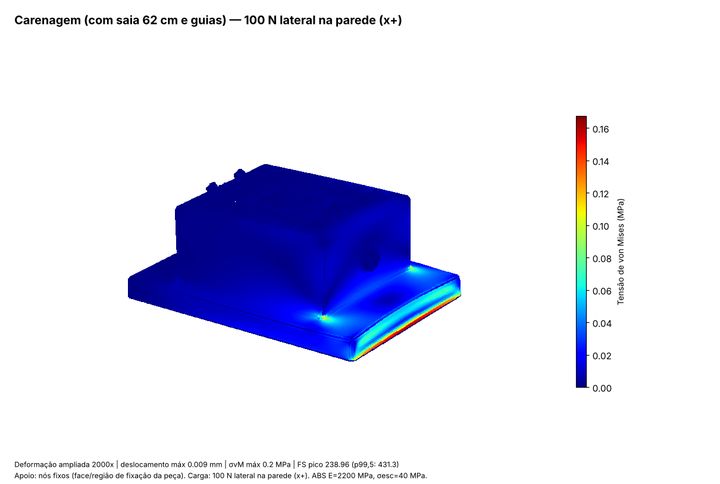 Carenagem (com saia 62 cm e guias) — 100 N lateral na parede (x+)
0.16
0.14
0.12
0.10
0.08
0.06
0.04
0.02
0.00
Tensão de von Mises (MPa)
Deformação ampliada 2000x | deslocamento máx 0.009 mm | σvM máx 0.2 MPa | FS pico 238.96 (p99,5: 431.3)
Apoio: nós fixos (face/região de fixação da peça). Carga: 100 N lateral na parede (x+). ABS E=2200 MPa, σesc=40 MPa.